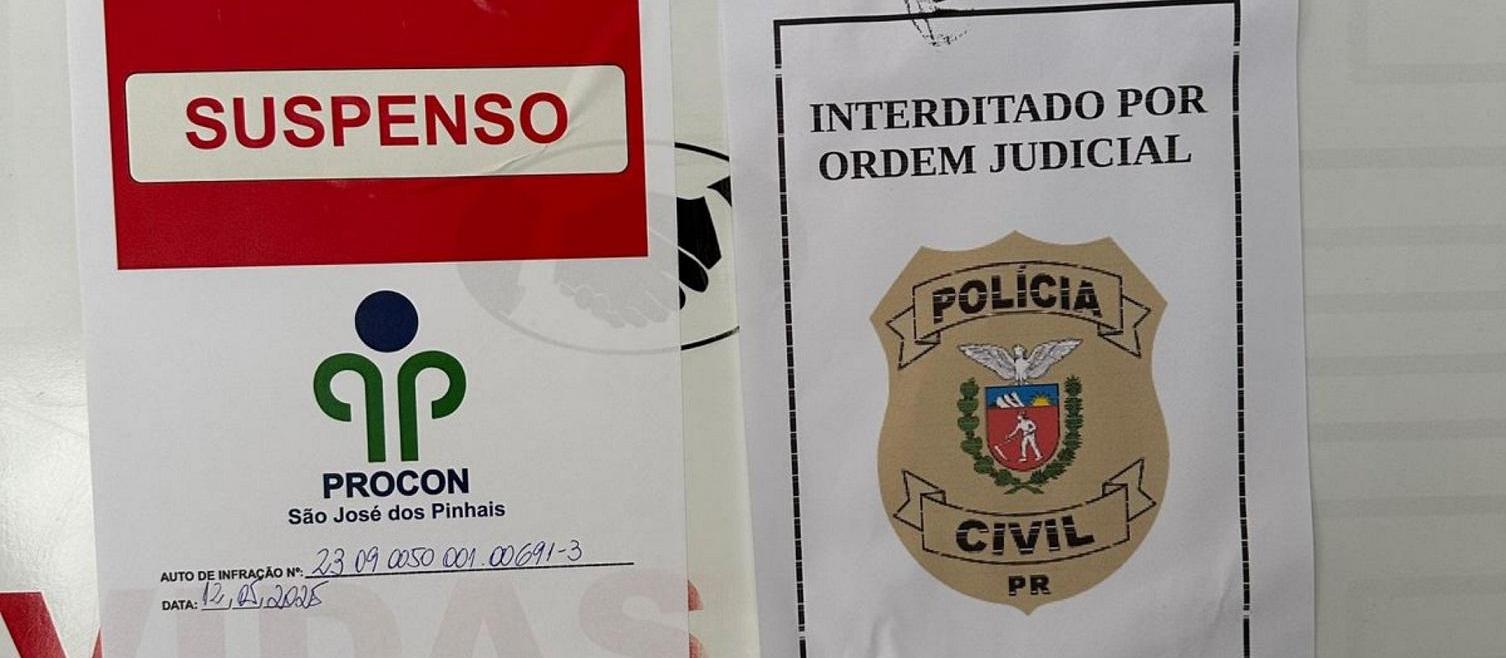 SUSPENSO
PROCON
São José dos Pinhais
AUTO DE INFRAÇÃO Nº: 23 09 0050 001.00691-3
DATA: 12,05,2025
VIDAS
INTERDITADO POR
ORDEM JUDICIAL
POLÍCIA
CIVIL
PR